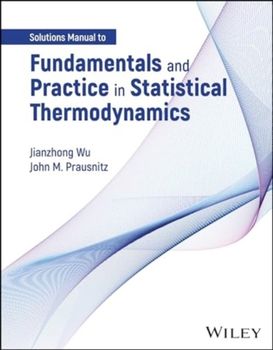 Solutions Manual to
Fundamentals and
Practice in Statistical
Thermodynamics
Jianzhong Wu
John M. Prausnitz
WILEY